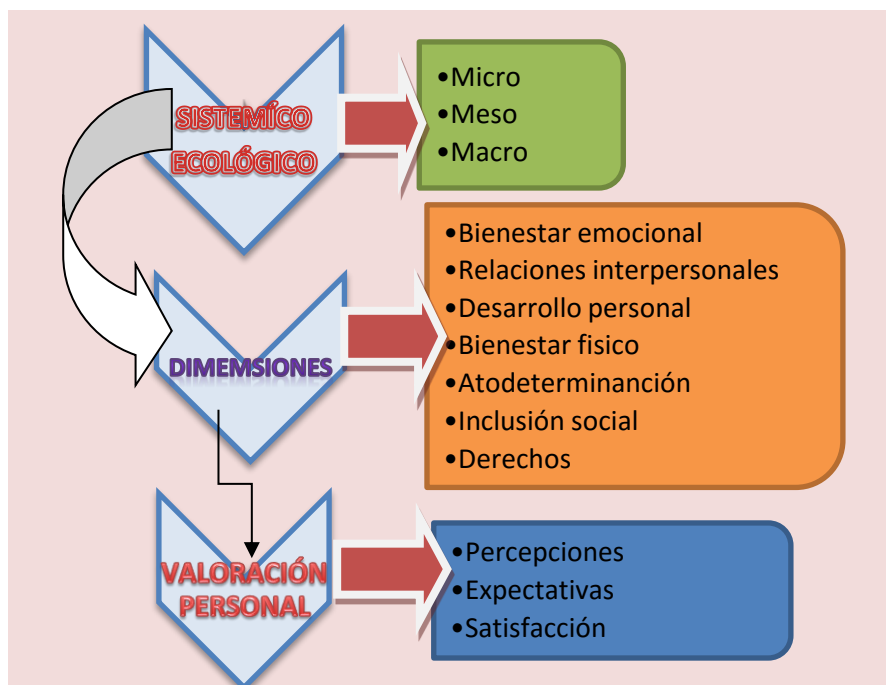 SISTEMÍCO
ECOLÓGICO
•Micro
•Meso
•Macro
DIMEMSIONES
•Bienestar emocional
•Relaciones interpersonales
•Desarrollo personal
•Bienestar fisico
•Atodeterminanción
•Inclusión social
•Derechos
VALORACIÓN
PERSONAL
•Percepciones
•Expectativas
•Satisfacción